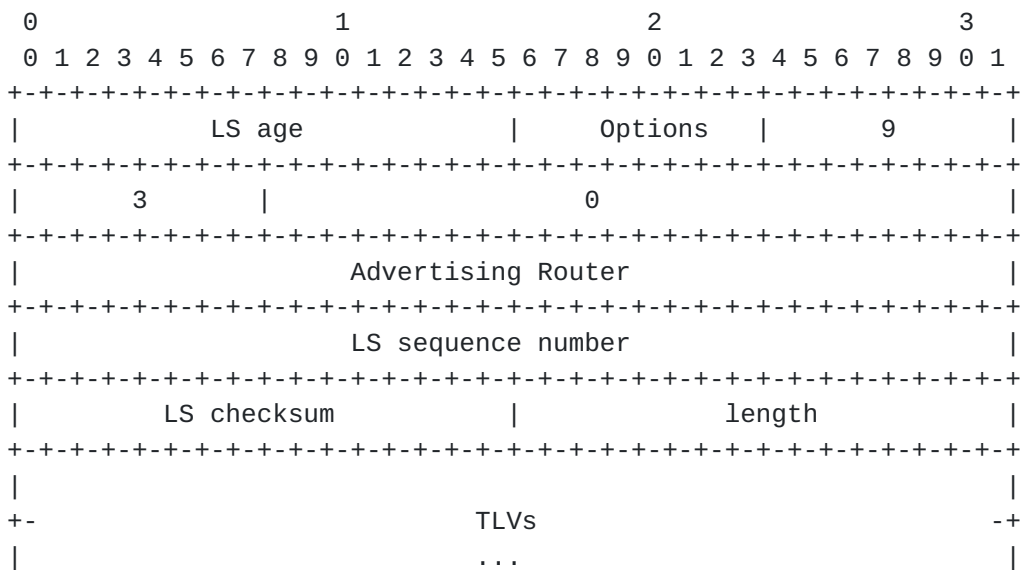 0                   1                   2                   3
 0 1 2 3 4 5 6 7 8 9 0 1 2 3 4 5 6 7 8 9 0 1 2 3 4 5 6 7 8 9 0 1
+-+-+-+-+-+-+-+-+-+-+-+-+-+-+-+-+-+-+-+-+-+-+-+-+-+-+-+-+-+-+-+-+
|            LS age             |     Options   |       9       |
+-+-+-+-+-+-+-+-+-+-+-+-+-+-+-+-+-+-+-+-+-+-+-+-+-+-+-+-+-+-+-+-+
|       3       |                    0                          |
+-+-+-+-+-+-+-+-+-+-+-+-+-+-+-+-+-+-+-+-+-+-+-+-+-+-+-+-+-+-+-+-+
|                     Advertising Router                        |
+-+-+-+-+-+-+-+-+-+-+-+-+-+-+-+-+-+-+-+-+-+-+-+-+-+-+-+-+-+-+-+-+
|                     LS sequence number                        |
+-+-+-+-+-+-+-+-+-+-+-+-+-+-+-+-+-+-+-+-+-+-+-+-+-+-+-+-+-+-+-+-+
|         LS checksum           |             length            |
+-+-+-+-+-+-+-+-+-+-+-+-+-+-+-+-+-+-+-+-+-+-+-+-+-+-+-+-+-+-+-+-+
|                                                               |
+-                            TLVs                             -+
|                             ...                               |